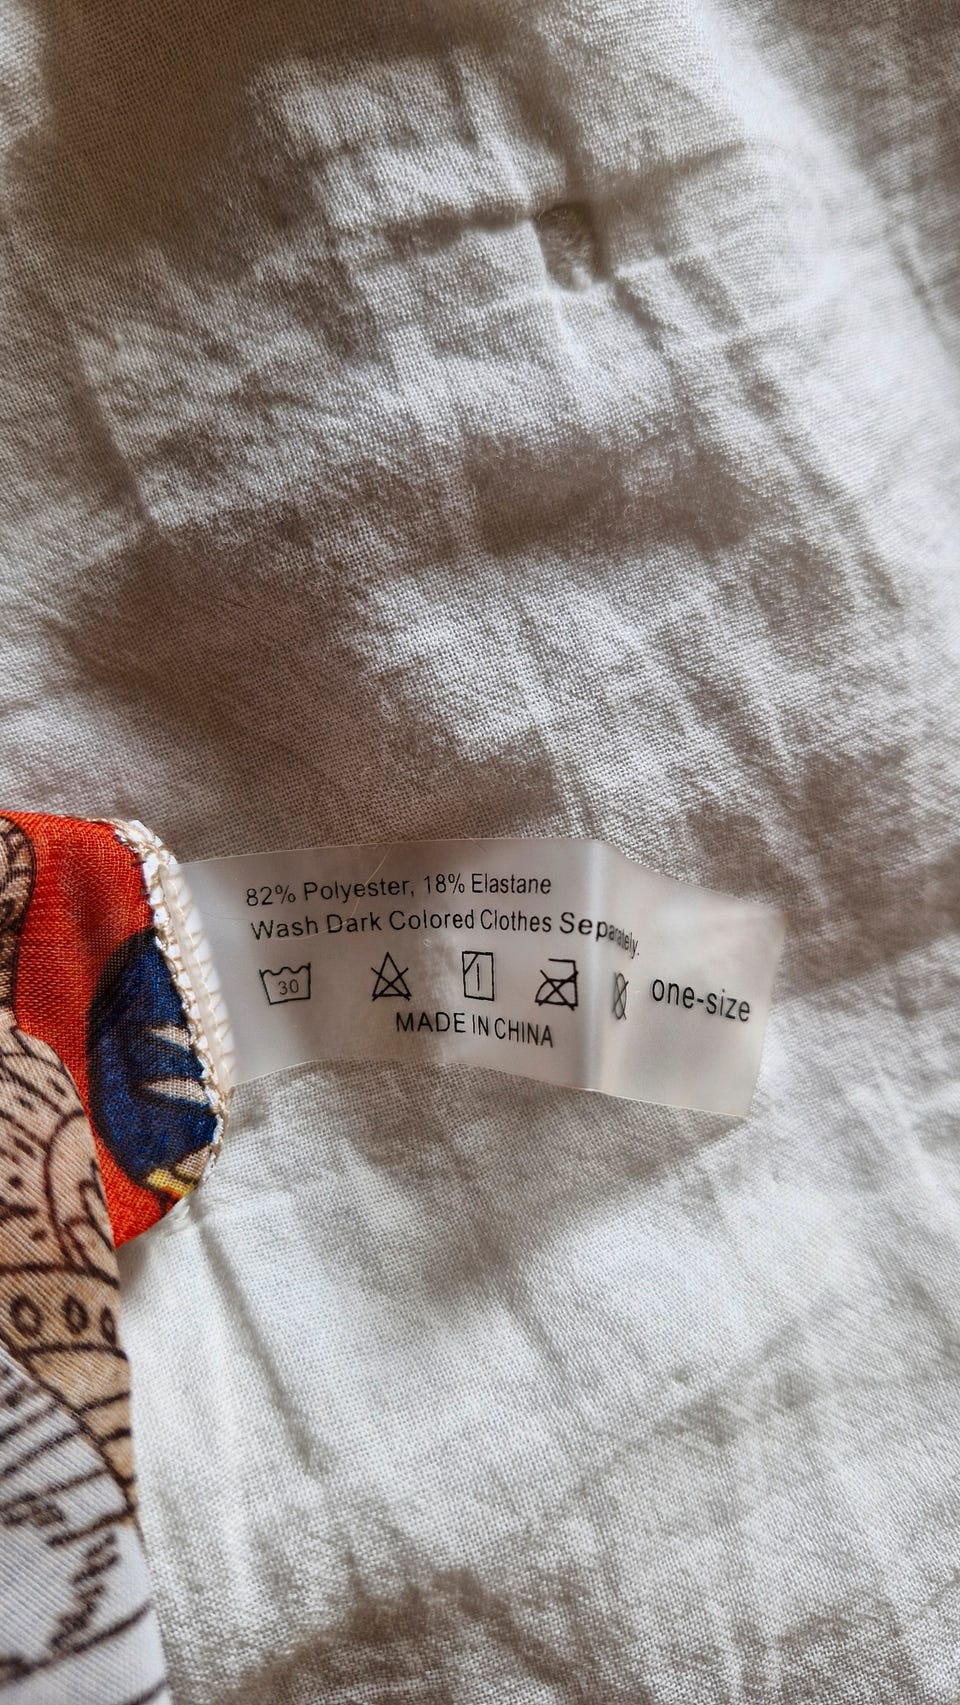 82% Polyester, 18% Elastane
Wash Dark Colored Clothes Separately.
30
one-size
MADE IN CHINA